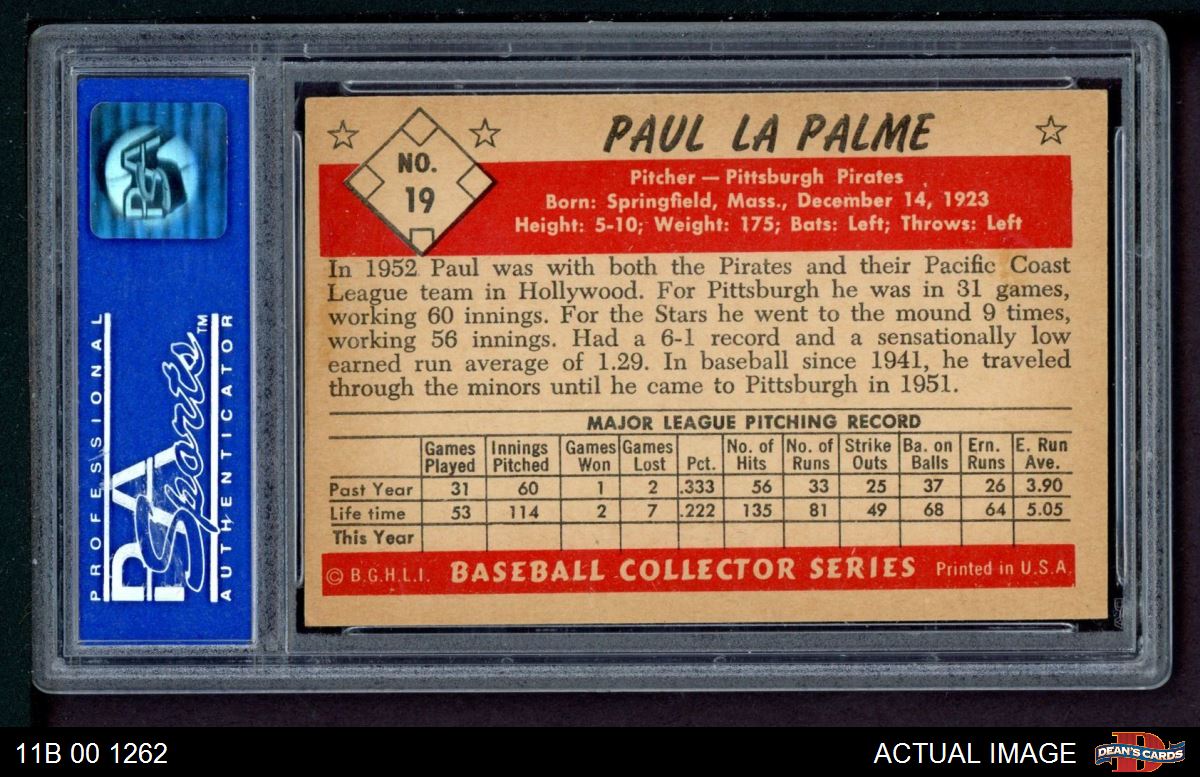 PSA
PROFESSIONAL
PSA Sports™
AUTHENTICATOR
NO.
19
PAUL LA PALME
Pitcher — Pittsburgh Pirates
Born: Springfield, Mass., December 14, 1923
Height: 5-10; Weight: 175; Bats: Left; Throws: Left
In 1952 Paul was with both the Pirates and their Pacific Coast
League team in Hollywood. For Pittsburgh he was in 31 games,
working 60 innings. For the Stars he went to the mound 9 times,
working 56 innings. Had a 6-1 record and a sensationally low
earned run average of 1.29. In baseball since 1941, he traveled
through the minors until he came to Pittsburgh in 1951.
MAJOR LEAGUE PITCHING RECORD
Games Played Innings Pitched Games Won Games Lost Pct. No. of Hits No. of Runs Strike Outs Ba. on Balls Ern. Runs E. Run Ave.
Past Year 31 60 1 2 .333 56 33 25 37 26 3.90
Life time 53 114 2 7 .222 135 81 49 68 64 5.05
This Year
© B.G.H.L.I. BASEBALL COLLECTOR SERIES Printed in U.S.A.
11B 00 1262
ACTUAL IMAGE
DEAN'S CARDS